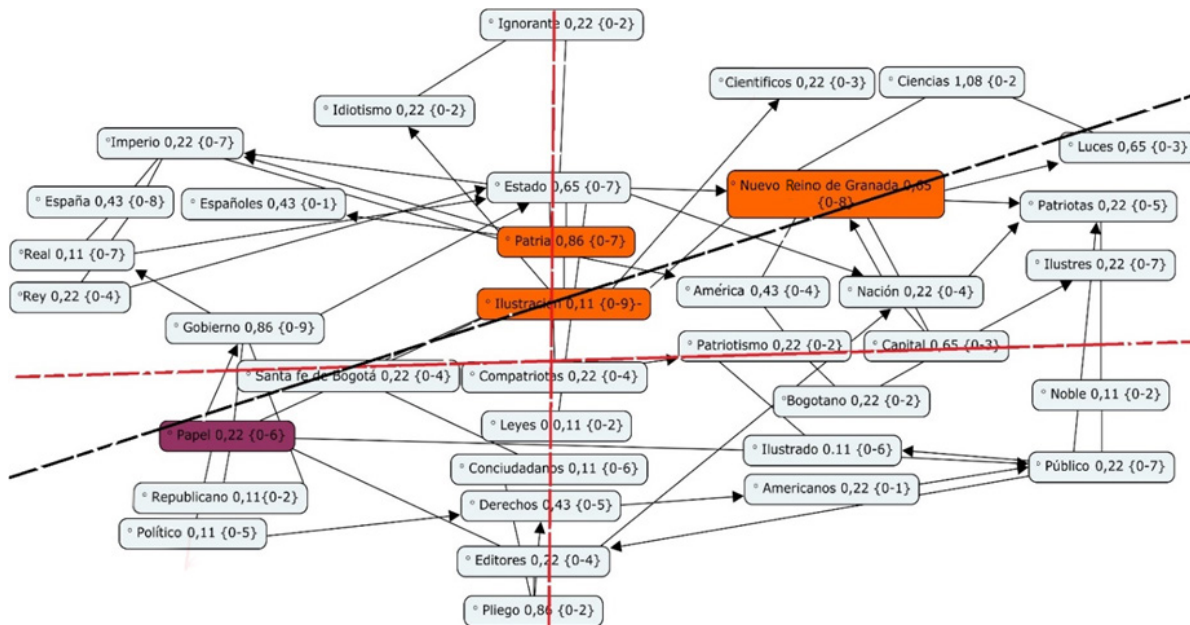 ° Ignorante 0,22 {0-2}
° Cientificos 0,22 {0-3}
° Ciencias 1,08 {0-2
° Idiotismo 0,22 {0-2}
°Imperio 0,22 {0-7}
° Luces 0,65 {0-3}
° Estado 0,65 {0-7}
° Nuevo Reino de Granada 0,65
{0-8}
° España 0,43 {0-8}
° Españoles 0,43 {0-1}
° Patriotas 0,22 {0-5}
° Patria 0,86 {0-7}
°Real 0,11 {0-7}
° Ilustres 0,22 {0-7}
°Rey 0,22 {0-4}
° Ilustración 0,11 {0-9}-
° América 0,43 {0-4}
° Nación 0,22 {0-4}
° Gobierno 0,86 {0-9}
° Patriotismo 0,22 {0-2}
° Capital 0,65 {0-3}
° Santa fe de Bogotá 0,22 {0-4}
° Compatriotas 0,22 {0-4}
° Noble 0,11 {0-2}
°Bogotano 0,22 {0-2}
° Leyes 0,11 {0-2}
° Papel 0,22 {0-6}
° Ilustrado 0.11 {0-6}
° Conciudadanos 0,11 {0-6}
° Público 0,22 {0-7}
° Americanos 0,22 {0-1}
° Republicano 0,11{0-2}
° Derechos 0,43 {0-5}
° Político 0,11 {0-5}
° Editores 0,22 {0-4}
° Pliego 0,86 {0-2}